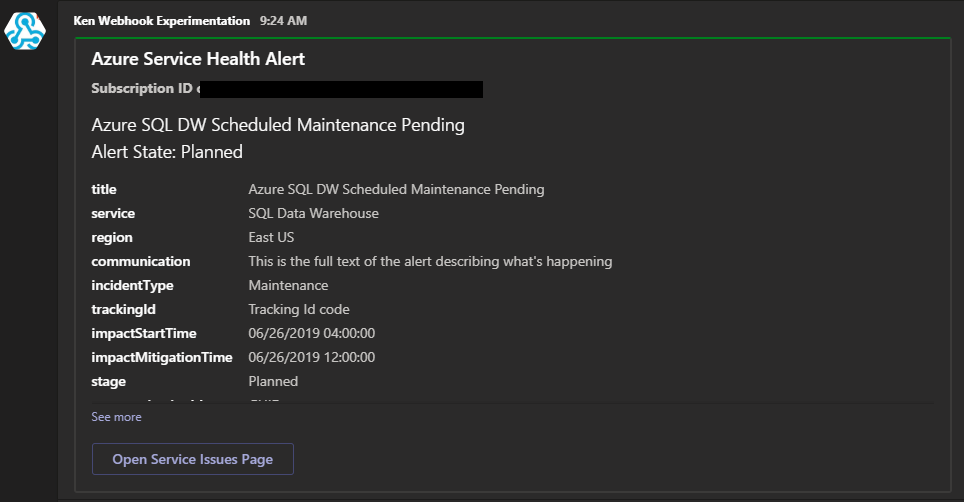 Ken Webhook Experimentation 9:24 AM
Azure Service Health Alert
Subscription ID
Azure SQL DW Scheduled Maintenance Pending
Alert State: Planned
title Azure SQL DW Scheduled Maintenance Pending
service SQL Data Warehouse
region East US
communication This is the full text of the alert describing what's happening
incidentType Maintenance
trackingId Tracking Id code
impactStartTime 06/26/2019 04:00:00
impactMitigationTime 06/26/2019 12:00:00
stage Planned
See more
Open Service Issues Page